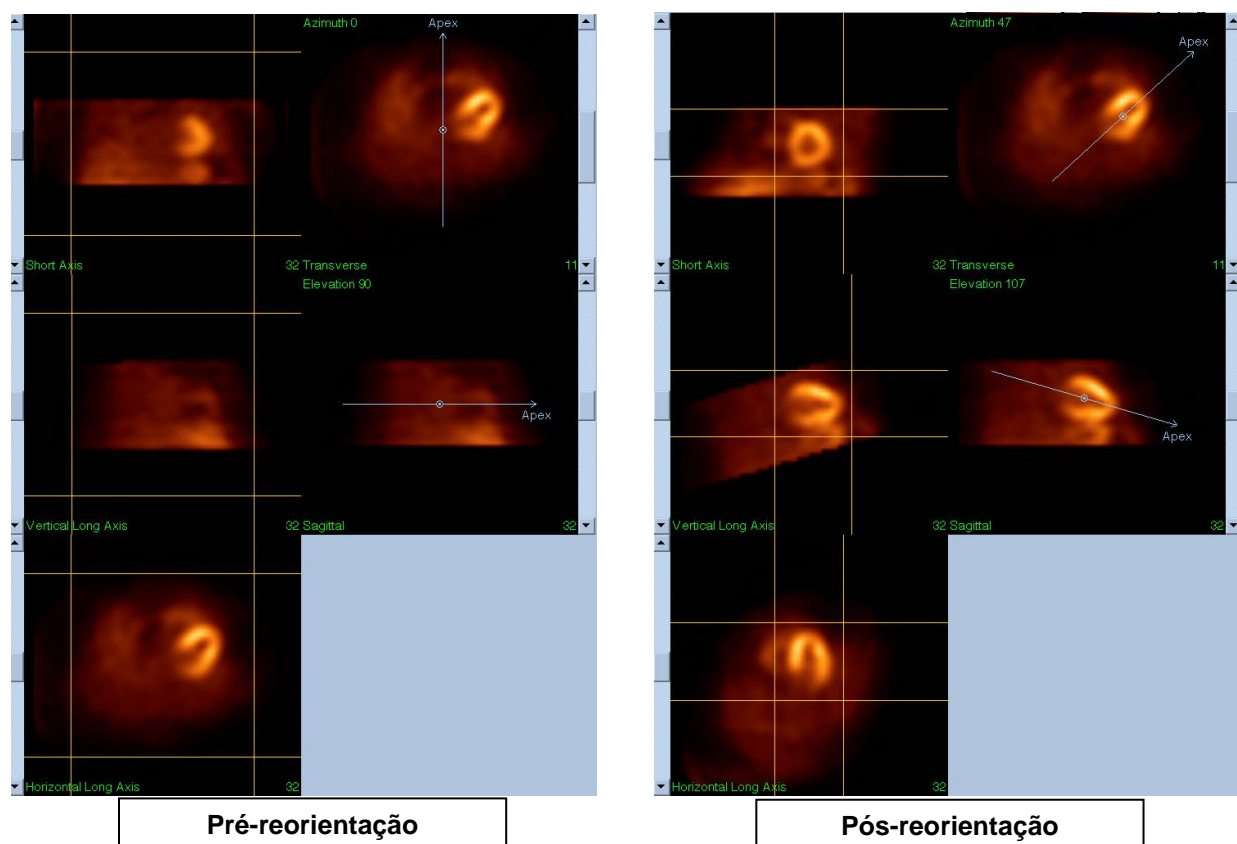 Azimuth 0
Apex
Short Axis 32
Transverse 11
Elevation 90
Apex
Vertical Long Axis 32
Sagittal 32
Horizontal Long Axis 32
Pré-reorientação
Azimuth 47
Apex
Short Axis 32
Transverse 11
Elevation 107
Apex
Vertical Long Axis 32
Sagittal 32
Horizontal Long Axis 32
Pós-reorientação